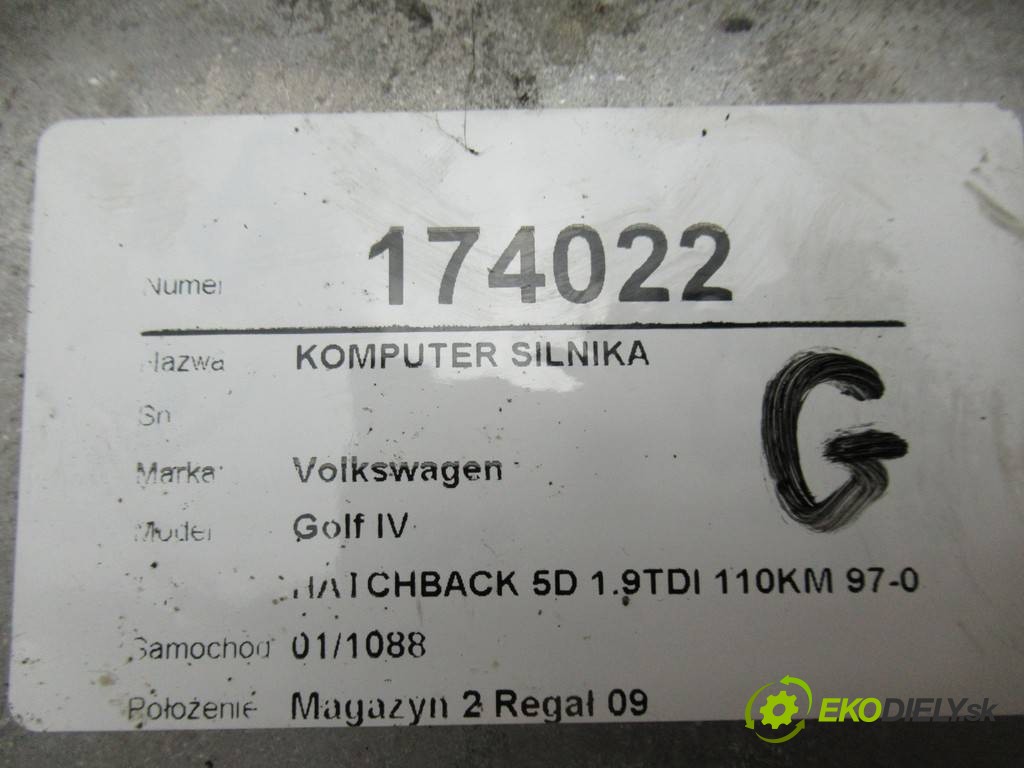 Numer 174022
Nazwa KOMPUTER SILNIKA
Sn
G
Marka Volkswagen
Model Golf IV
HATCHBACK 5D 1.9TDI 110KM 97-0
Samochod 01/1088
Położenie Magazyn 2 Regał 09
EKODIELY.sk